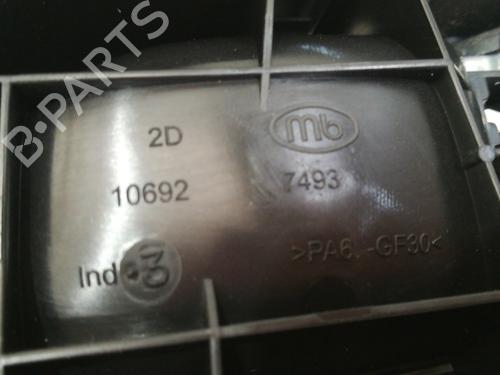 B-PARTS
2D
mb
10692
7493
>PA6.-GF30<
Ind 3